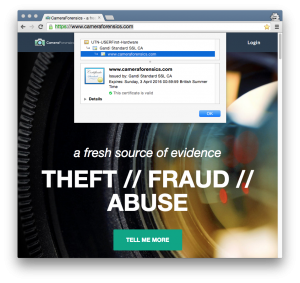 CameraForensics - a f
https://www.cameraforensics.com
CameraForensics
Login
UTN-USERFirst-Hardware
Gandi Standard SSL CA
www.cameraforensics.com
www.cameraforensics.com
Issued by: Gandi Standard SSL CA
Expires: Sunday, 3 April 2016 00:59:59 British Summer
Time
This certificate is valid
Details
OK
a fresh source of evidence
THEFT // FRAUD //
ABUSE
TELL ME MORE